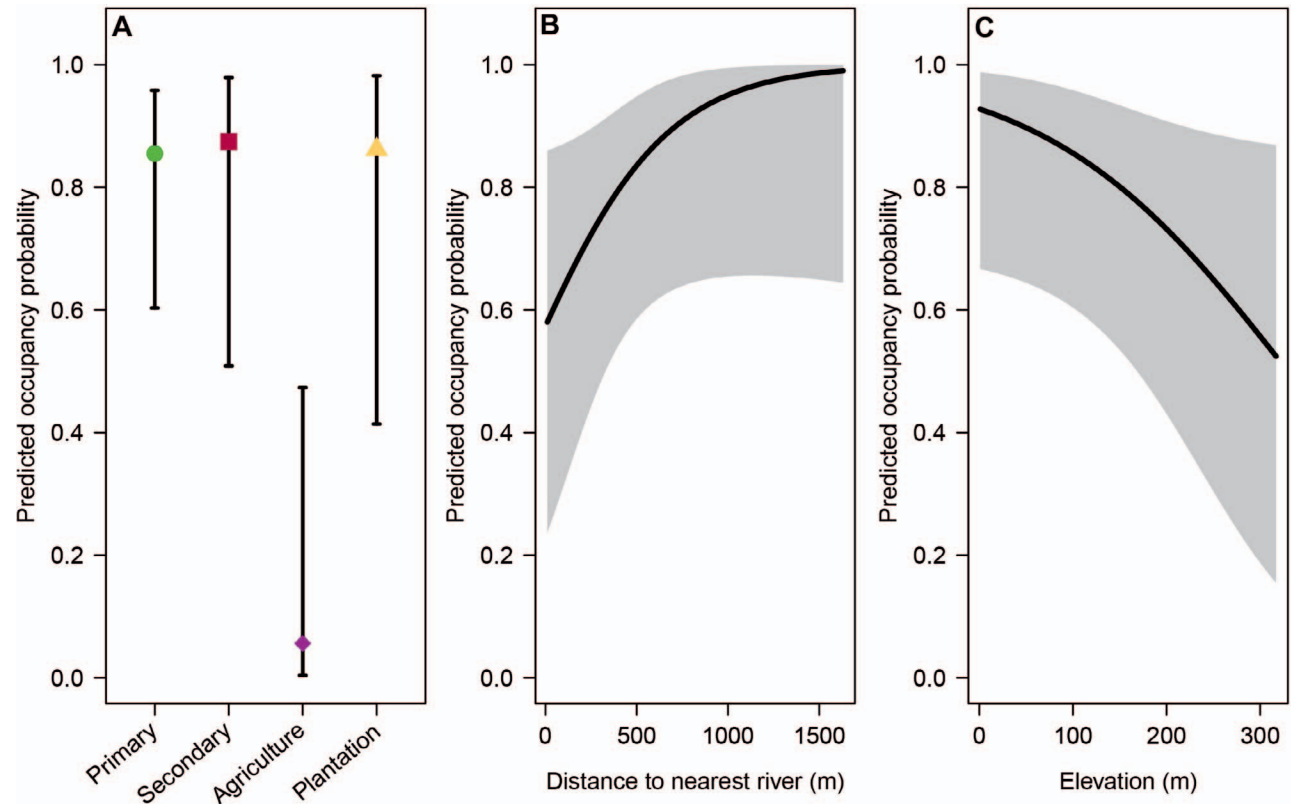 A
Predicted occupancy probability
1.0
0.8
0.6
0.4
0.2
0.0
Primary
Secondary
Agriculture
Plantation
B
Predicted occupancy probability
1.0
0.8
0.6
0.4
0.2
0.0
0 500 1000 1500
Distance to nearest river (m)
C
Predicted occupancy probability
1.0
0.8
0.6
0.4
0.2
0.0
0 100 200 300
Elevation (m)